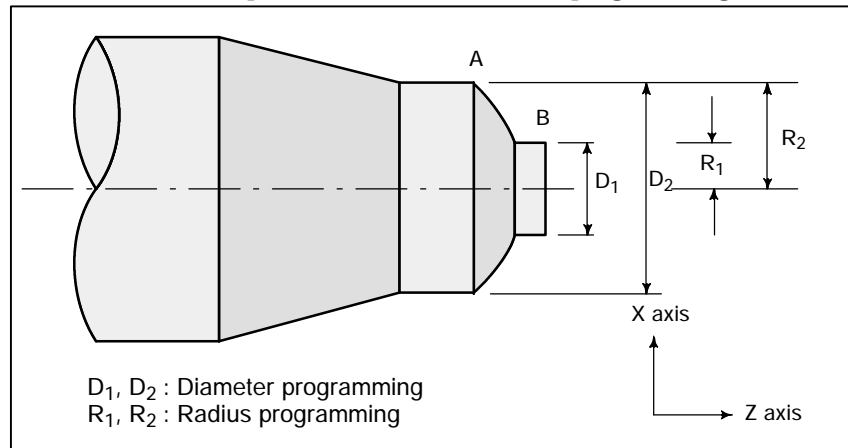 A
B
D₁
D₂
R₁
R₂
X axis
Z axis
D₁, D₂ : Diameter programming
R₁, R₂ : Radius programming